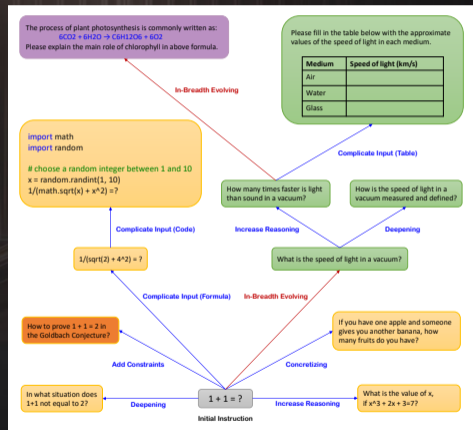 The process of plant photosynthesis is commonly written as:
6CO2 + 6H2O → C6H12O6 + 6O2
Please explain the main role of chlorophyll in above formula.
Please fill in the table below with the approximate
values of the speed of light in each medium.
Medium Speed of light (km/s)
Air
Water
Glass
In-Breadth Evolving
import math
import random
# choose a random integer between 1 and 10
x = random.randint(1, 10)
1/(math.sqrt(x) + x^2) =?
Complicate Input (Table)
How many times faster is light
than sound in a vacuum?
How is the speed of light in a
vacuum measured and defined?
Complicate Input (Code)
Increase Reasoning
Deepening
1/(sqrt(2) + 4^2) = ?
What is the speed of light in a vacuum?
Complicate Input (Formula)
In-Breadth Evolving
How to prove 1 + 1 = 2 in
the Goldbach Conjecture?
If you have one apple and someone
gives you another banana, how
many fruits do you have?
Add Constraints
Concretizing
In what situation does
1+1 not equal to 2?
Deepening
1 + 1 = ?
Increase Reasoning
What is the value of x,
if x^3 + 2x + 3=7?
Initial Instruction